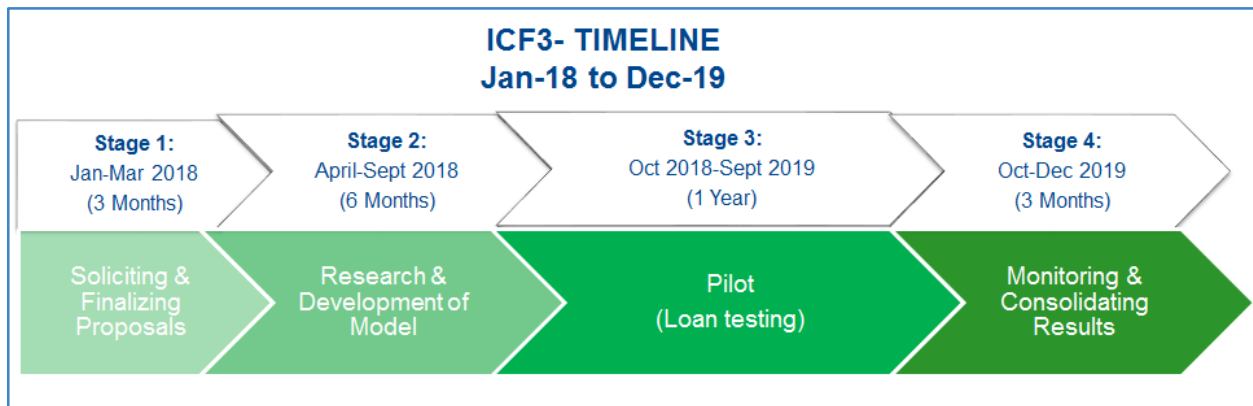 ICF3- TIMELINE
Jan-18 to Dec-19
Stage 1:
Jan-Mar 2018
(3 Months)
Stage 2:
April-Sept 2018
(6 Months)
Stage 3:
Oct 2018-Sept 2019
(1 Year)
Stage 4:
Oct-Dec 2019
(3 Months)
Soliciting &
Finalizing
Proposals
Research &
Development of
Model
Pilot
(Loan testing)
Monitoring &
Consolidating
Results